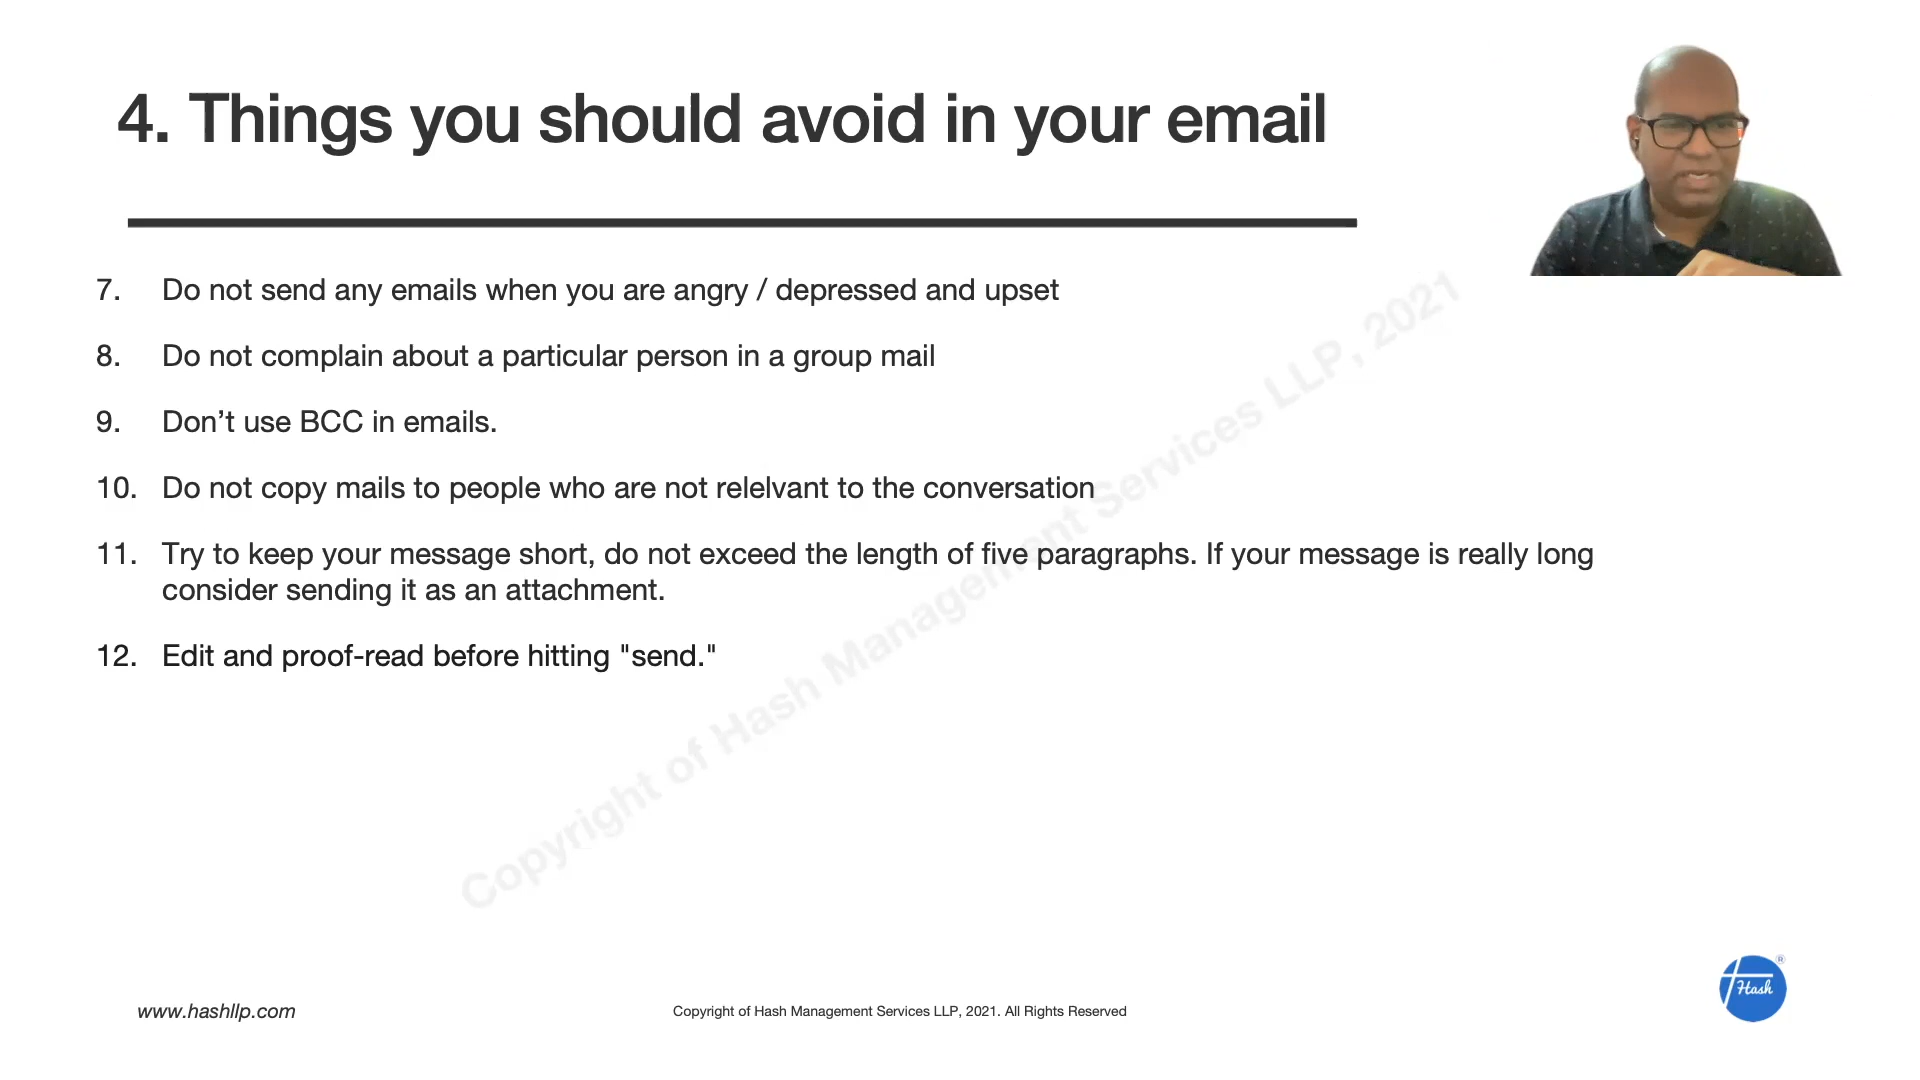 4. Things you should avoid in your email
7. Do not send any emails when you are angry / depressed and upset
8. Do not complain about a particular person in a group mail
9. Don’t use BCC in emails.
10. Do not copy mails to people who are not relelvant to the conversation
11. Try to keep your message short, do not exceed the length of five paragraphs. If your message is really long
consider sending it as an attachment.
12. Edit and proof-read before hitting "send."
Copyright of Hash Management Services LLP, 2021
www.hashllp.com
Copyright of Hash Management Services LLP, 2021. All Rights Reserved
Hash
®